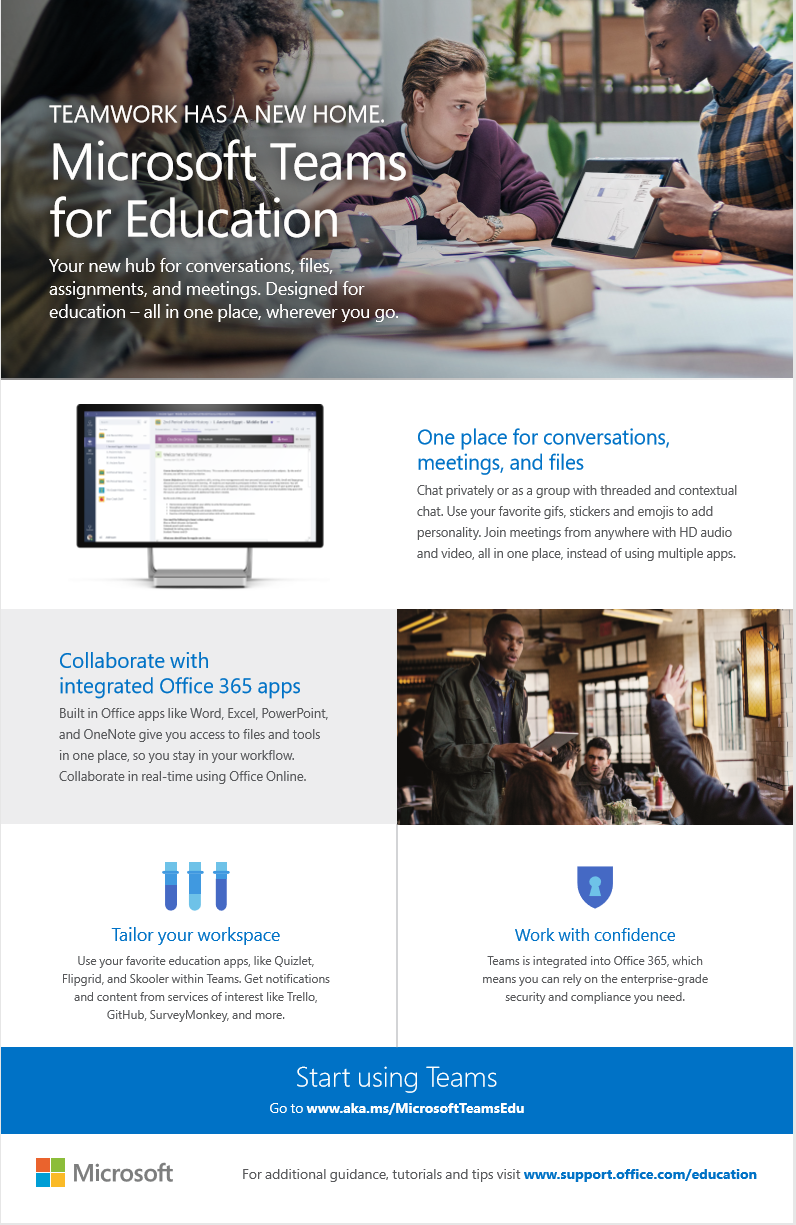 TEAMWORK HAS A NEW HOME.
Microsoft Teams
for Education
Your new hub for conversations, files,
assignments, and meetings. Designed for
education – all in one place, wherever you go.
Welcome to World History
One place for conversations,
meetings, and files
Chat privately or as a group with threaded and contextual
chat. Use your favorite gifs, stickers and emojis to add
personality. Join meetings from anywhere with HD audio
and video, all in one place, instead of using multiple apps.
Collaborate with
integrated Office 365 apps
Built in Office apps like Word, Excel, PowerPoint,
and OneNote give you access to files and tools
in one place, so you stay in your workflow.
Collaborate in real-time using Office Online.
Tailor your workspace
Use your favorite education apps, like Quizlet,
Flipgrid, and Skooler within Teams. Get notifications
and content from services of interest like Trello,
GitHub, SurveyMonkey, and more.
Work with confidence
Teams is integrated into Office 365, which
means you can rely on the enterprise-grade
security and compliance you need.
Start using Teams
Go to www.aka.ms/MicrosoftTeamsEdu
Microsoft
For additional guidance, tutorials and tips visit www.support.office.com/education